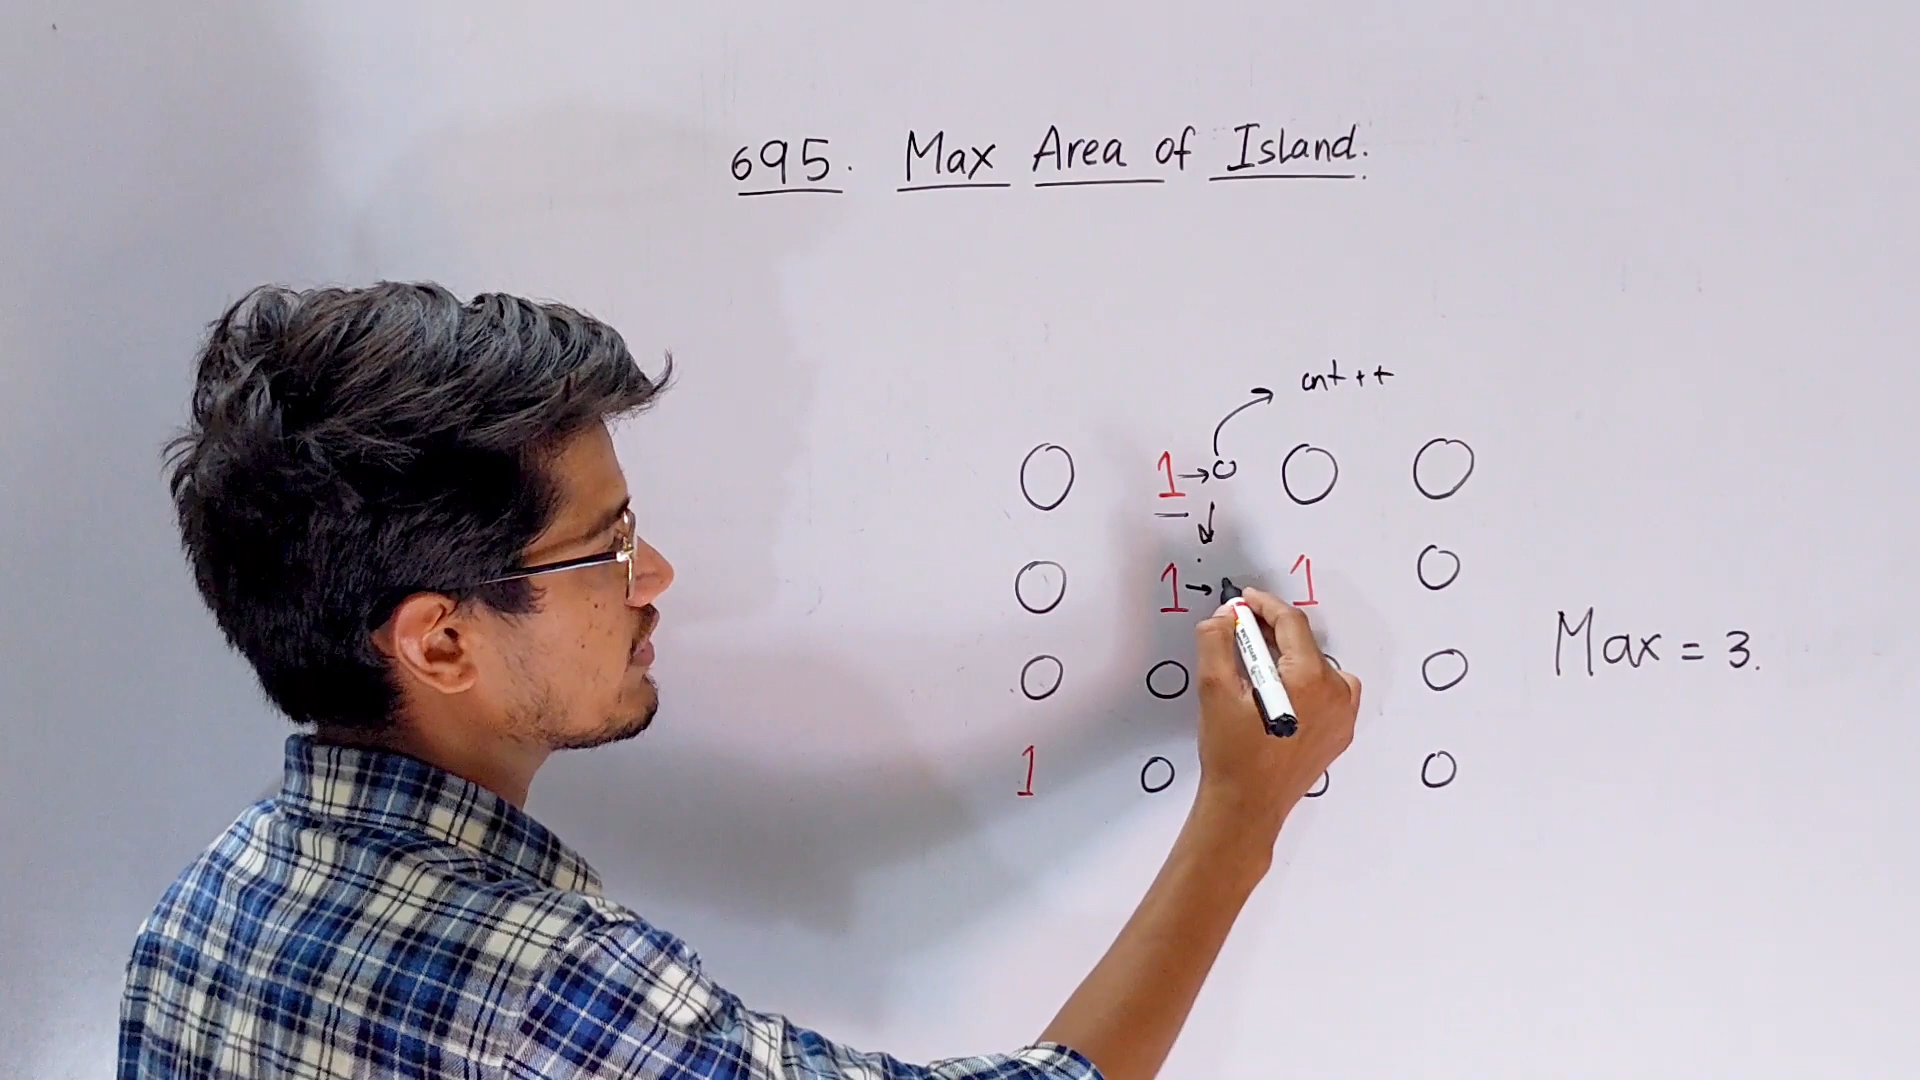 695. Max Area of Island.
cnt++
0 1→0 0 0
0 1→ 1 0
0 0 0
1 0 0 0
Max = 3.